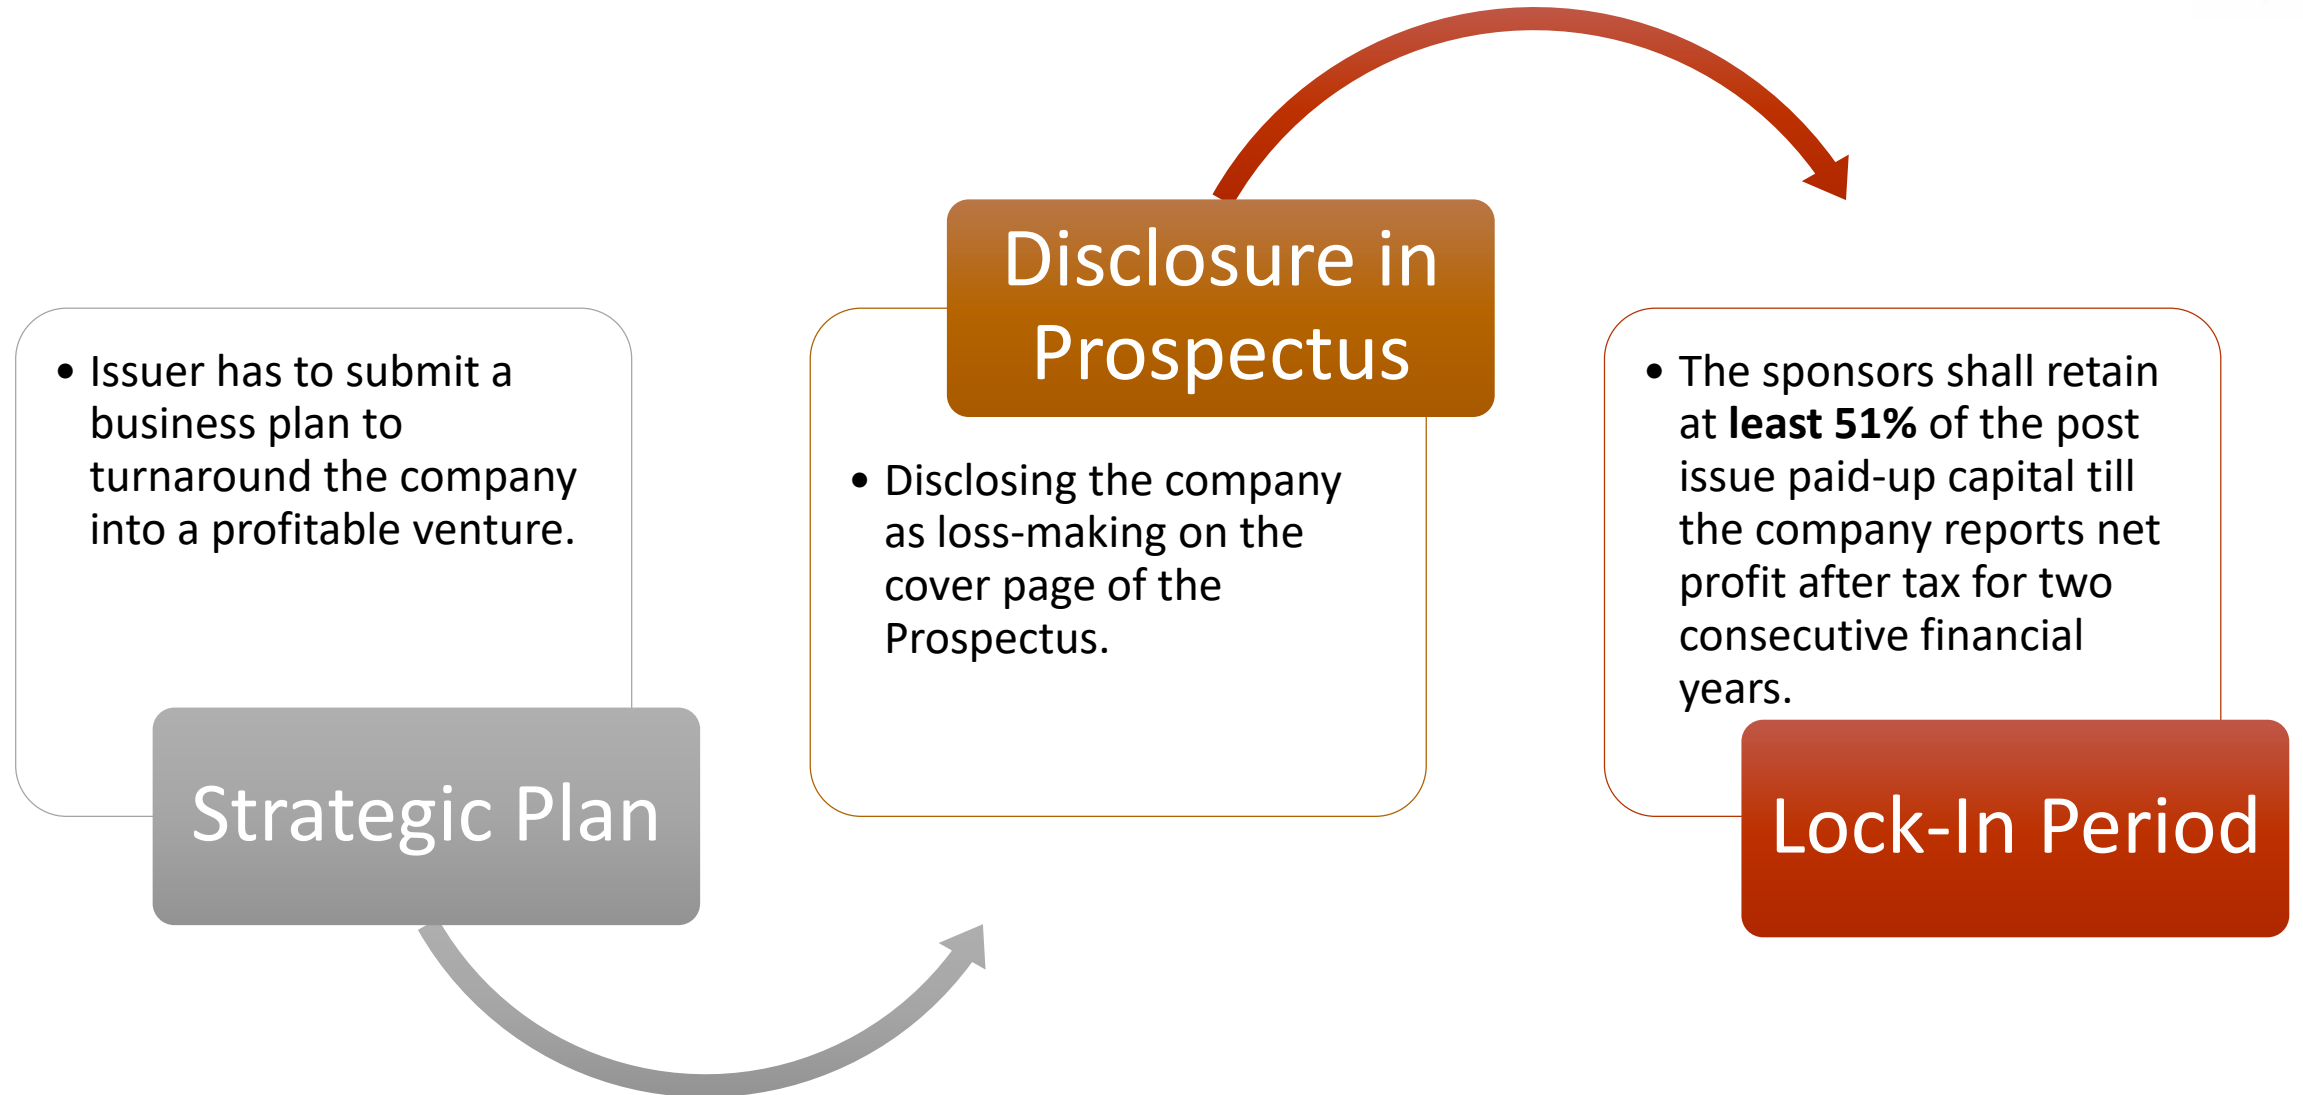 • Issuer has to submit a
business plan to
turnaround the company
into a profitable venture.
Strategic Plan
Disclosure in
Prospectus
• Disclosing the company
as loss-making on the
cover page of the
Prospectus.
• The sponsors shall retain
at least 51% of the post
issue paid-up capital till
the company reports net
profit after tax for two
consecutive financial
years.
Lock-In Period